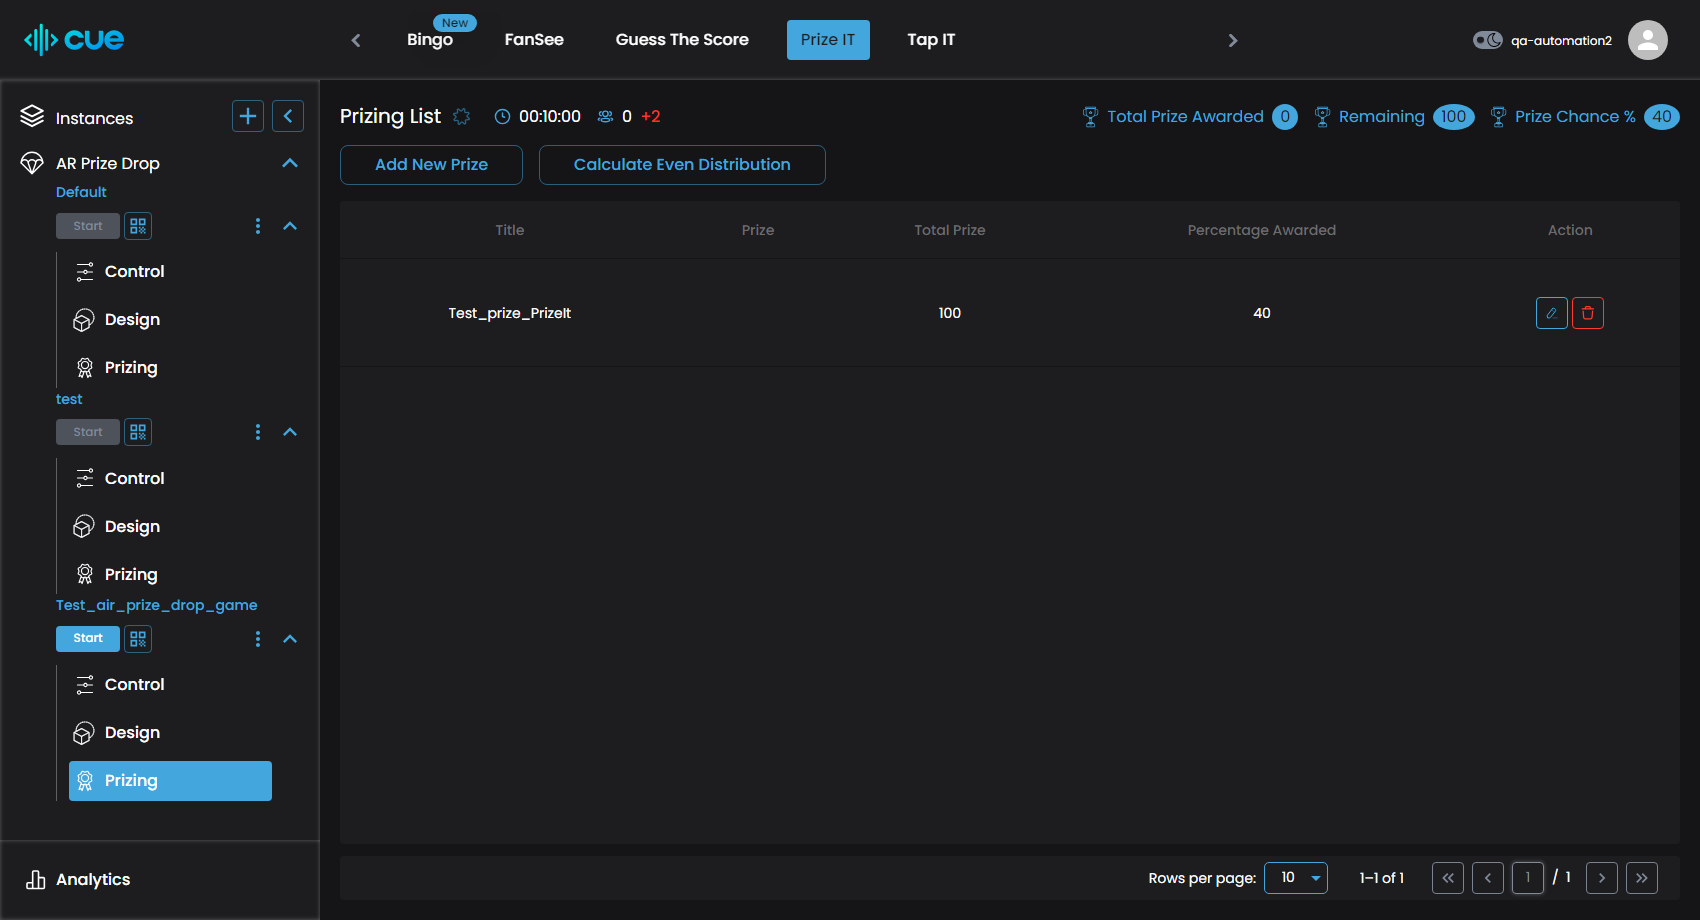 cue
New
Bingo
FanSee
Guess The Score
Prize IT
Tap IT
qa-automation2
Instances
AR Prize Drop
Default
Start
Control
Design
Prizing
test
Start
Control
Design
Prizing
Test_air_prize_drop_game
Start
Control
Design
Prizing
Analytics
Prizing List 00:10:00 0 +2
Total Prize Awarded 0 Remaining 100 Prize Chance % 40
Add New Prize
Calculate Even Distribution
Title Prize Total Prize Percentage Awarded Action
Test_prize_PrizeIt 100 40
Rows per page: 10 1–1 of 1 1 / 1